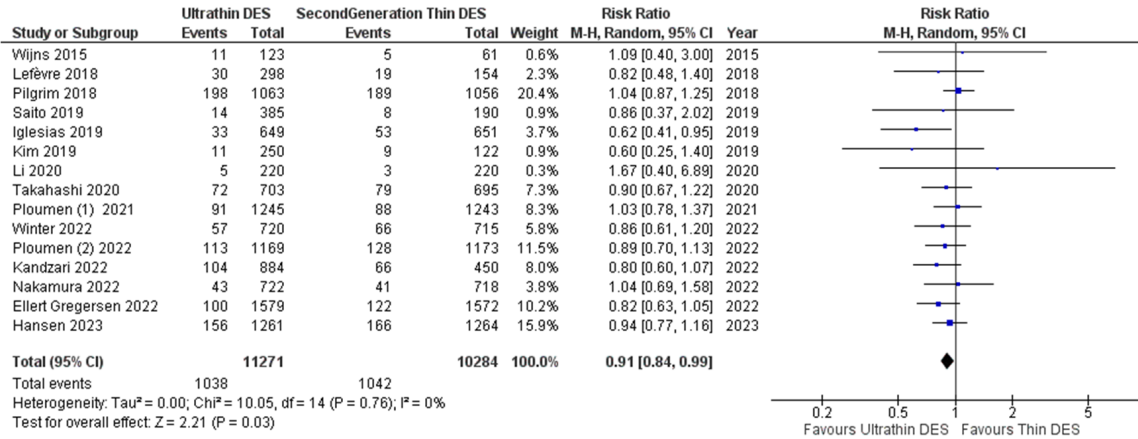 Ultrathin DES SecondGeneration Thin DES Risk Ratio Risk Ratio
Study or Subgroup Events Total Events Total Weight M-H, Random, 95% CI Year M-H, Random, 95% CI
Wijns 2015 11 123 5 61 0.6% 1.09 [0.40, 3.00] 2015
Lefèvre 2018 30 298 19 154 2.3% 0.82 [0.48, 1.40] 2018
Pilgrim 2018 198 1063 189 1056 20.4% 1.04 [0.87, 1.25] 2018
Saito 2019 14 385 8 190 0.9% 0.86 [0.37, 2.02] 2019
Iglesias 2019 33 649 53 651 3.7% 0.62 [0.41, 0.95] 2019
Kim 2019 11 250 9 122 0.9% 0.60 [0.25, 1.40] 2019
Li 2020 5 220 3 220 0.3% 1.67 [0.40, 6.89] 2020
Takahashi 2020 72 703 79 695 7.3% 0.90 [0.67, 1.22] 2020
Ploumen (1) 2021 91 1245 88 1243 8.3% 1.03 [0.78, 1.37] 2021
Winter 2022 57 720 66 715 5.8% 0.86 [0.61, 1.20] 2022
Ploumen (2) 2022 113 1169 128 1173 11.5% 0.89 [0.70, 1.13] 2022
Kandzari 2022 104 884 66 450 8.0% 0.80 [0.60, 1.07] 2022
Nakamura 2022 43 722 41 718 3.8% 1.04 [0.69, 1.58] 2022
Ellert Gregersen 2022 100 1579 122 1572 10.2% 0.82 [0.63, 1.05] 2022
Hansen 2023 156 1261 166 1264 15.9% 0.94 [0.77, 1.16] 2023
Total (95% CI) 11271 10284 100.0% 0.91 [0.84, 0.99]
Total events 1038 1042
Heterogeneity: Tau² = 0.00; Chi² = 10.05, df = 14 (P = 0.76); I² = 0%
Test for overall effect: Z = 2.21 (P = 0.03)
0.2 0.5 1 2 5
Favours Ultrathin DES Favours Thin DES